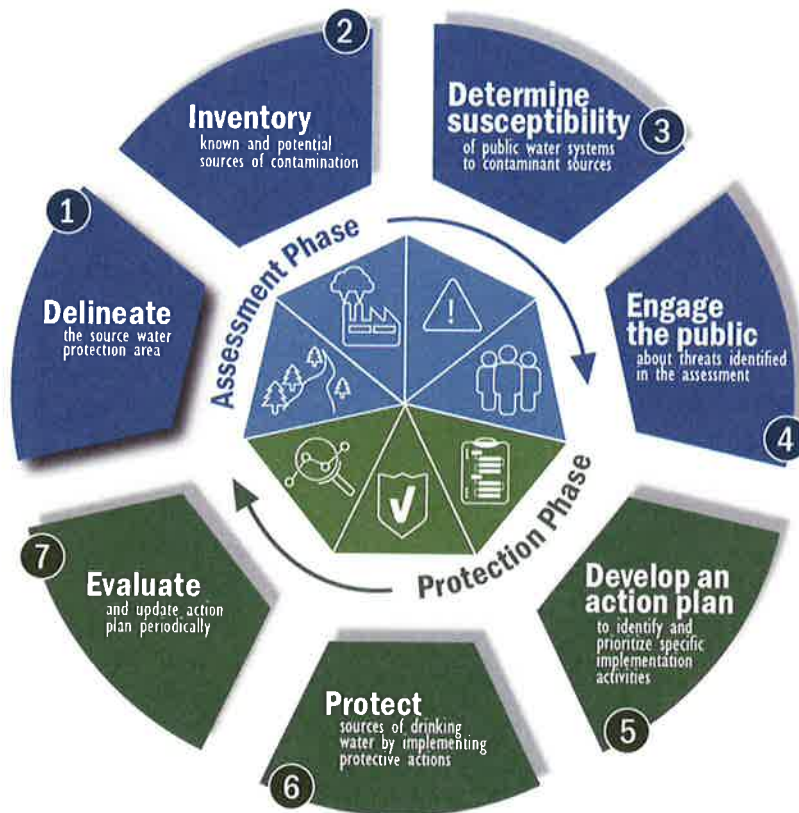 1
Delineate
the source water
protection area
2
Inventory
known and potential
sources of contamination
3
Determine
susceptibility
of public water systems
to contaminant sources
4
Engage
the public
about threats identified
in the assessment
5
Develop an
action plan
to identify and
prioritize specific
implementation
activities
6
Protect
sources of drinking
water by implementing
protective actions
7
Evaluate
and update action
plan periodically
Assessment Phase
Protection Phase